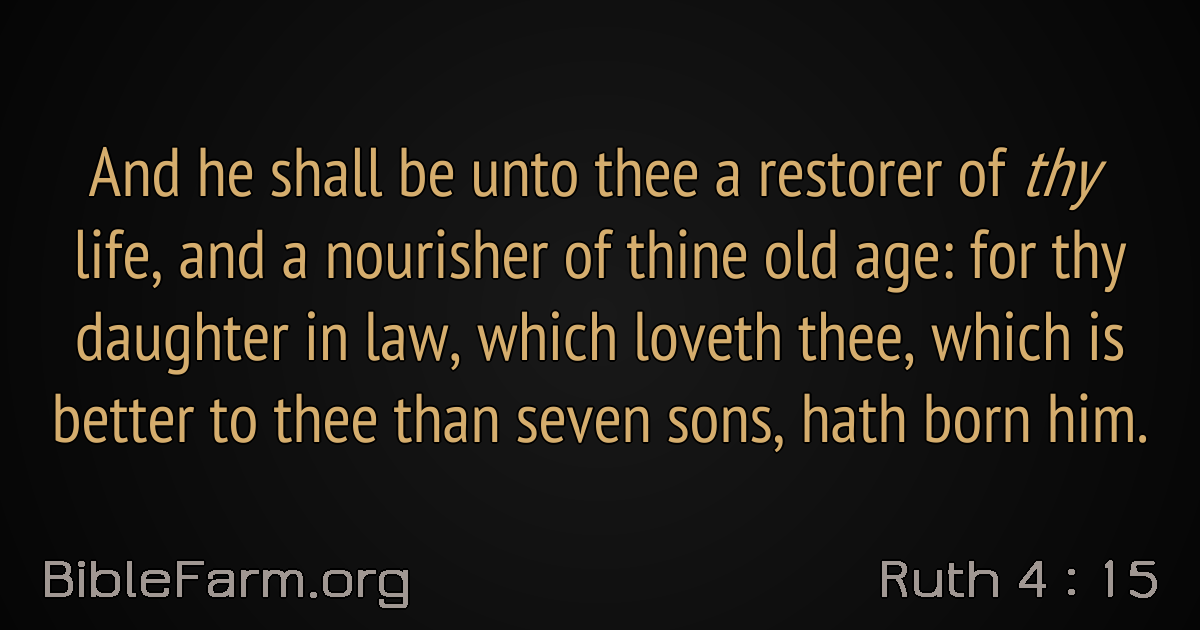 And he shall be unto thee a restorer of thy
life, and a nourisher of thine old age: for thy
daughter in law, which loveth thee, which is
better to thee than seven sons, hath born him.
BibleFarm.org
Ruth 4 : 15